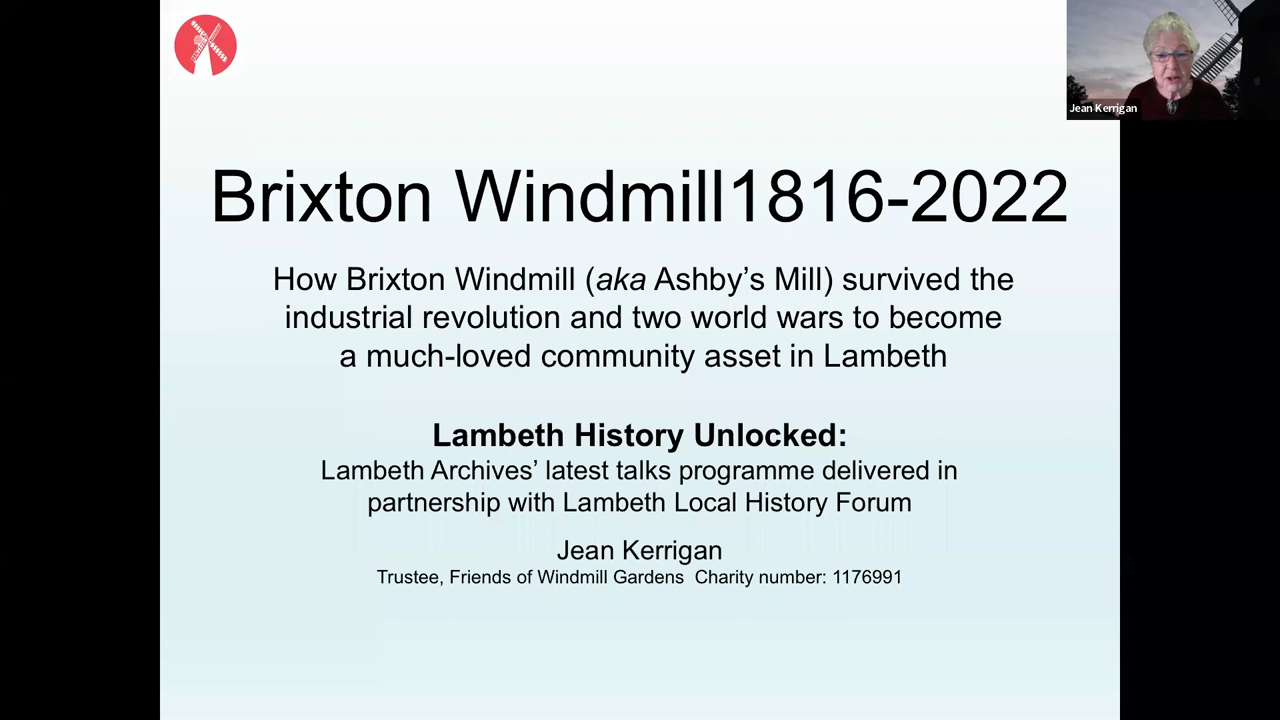 Jean Kerrigan
Brixton Windmill1816-2022
How Brixton Windmill (aka Ashby’s Mill) survived the
industrial revolution and two world wars to become
a much-loved community asset in Lambeth
Lambeth History Unlocked:
Lambeth Archives’ latest talks programme delivered in
partnership with Lambeth Local History Forum
Jean Kerrigan
Trustee, Friends of Windmill Gardens  Charity number: 1176991